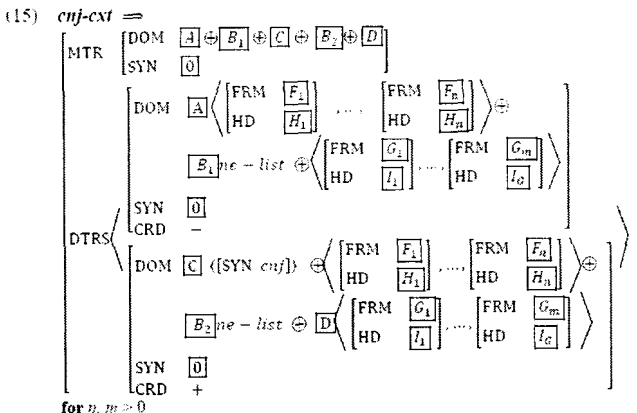 (15) cnj-cxt ⇒
DOM [A] ⊕ [B₁] ⊕ [C] ⊕ [B₂] ⊕ [D]
MTR
SYN [0]
FRM [F₁] FRM [Fₙ]
DOM [A] ,..., ⊕
HD [H₁] HD [Hₙ]
FRM [G₁] FRM [Gₘ]
[B₁] ne – list ⊕ ,...,
HD [I₁] HD [I_G]
SYN [0]
CRD –
DTRS
FRM [F₁] FRM [Fₙ]
DOM [C] ⟨[SYN cnj]⟩ ⊕ ,..., ⊕
HD [H₁] HD [Hₙ]
FRM [G₁] FRM [Gₘ]
[B₂] ne – list ⊕ [D] ,...,
HD [I₁] HD [I_G]
SYN [0]
CRD +
for n, m > 0